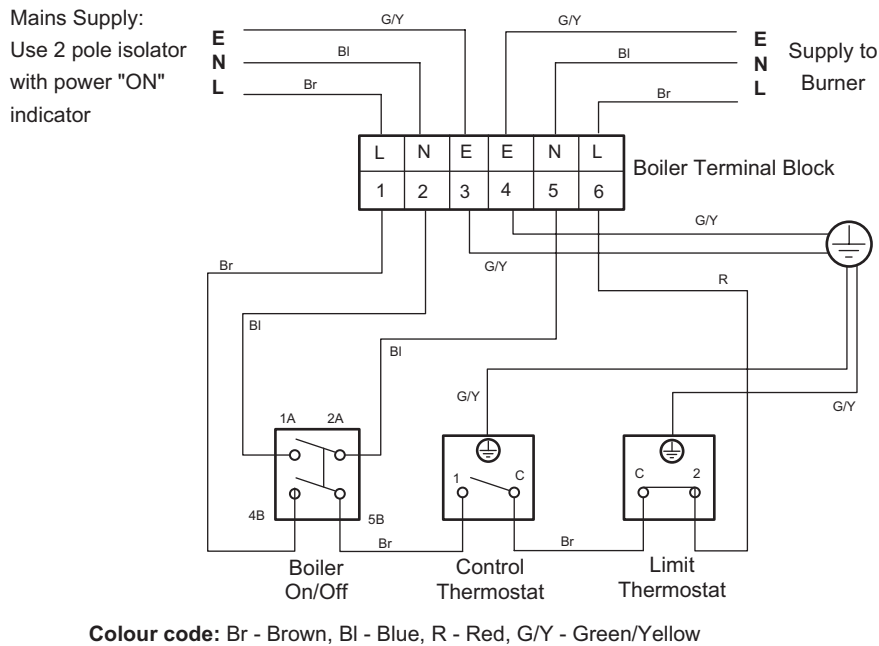 Mains Supply:
Use 2 pole isolator
with power "ON"
indicator
E
N
L
G/Y
Bl
Br
G/Y
Bl
Br
E
N
L
Supply to
Burner
L N E E N L
1 2 3 4 5 6
Boiler Terminal Block
G/Y
G/Y
Br
R
Bl
Bl
G/Y
G/Y
1A 2A
4B 5B
1 C
C 2
Br
Br
Boiler
On/Off
Control
Thermostat
Limit
Thermostat
Colour code: Br - Brown, Bl - Blue, R - Red, G/Y - Green/Yellow